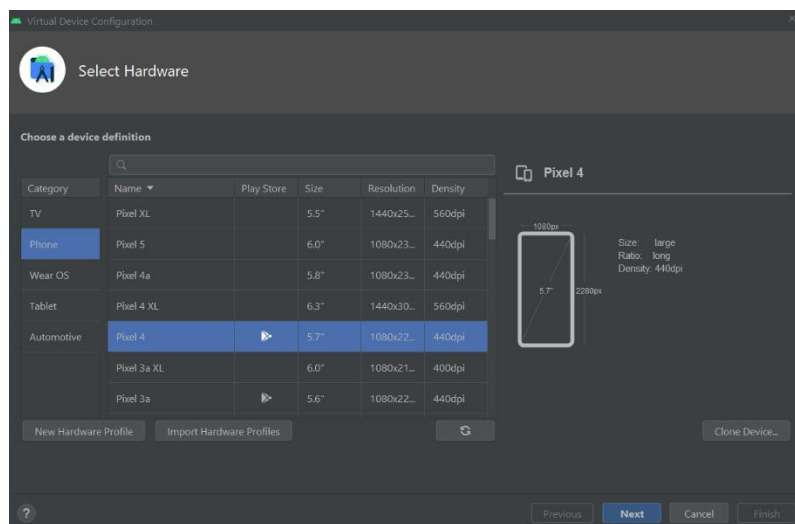 Virtual Device Configuration
Select Hardware
Choose a device definition
Category Name Play Store Size Resolution Density
TV Pixel XL 5.5" 1440x25... 560dpi
Phone Pixel 5 6.0" 1080x23... 440dpi
Wear OS Pixel 4a 5.8" 1080x23... 440dpi
Tablet Pixel 4 XL 6.3" 1440x30... 560dpi
Automotive Pixel 4 5.7" 1080x22... 440dpi
Pixel 3a XL 6.0" 1080x21... 400dpi
Pixel 3a 5.6" 1080x22... 440dpi
New Hardware Profile Import Hardware Profiles
Pixel 4
1080px
5.7" 2280px
Size: large
Ratio: long
Density: 440dpi
Clone Device...
? Previous Next Cancel Finish